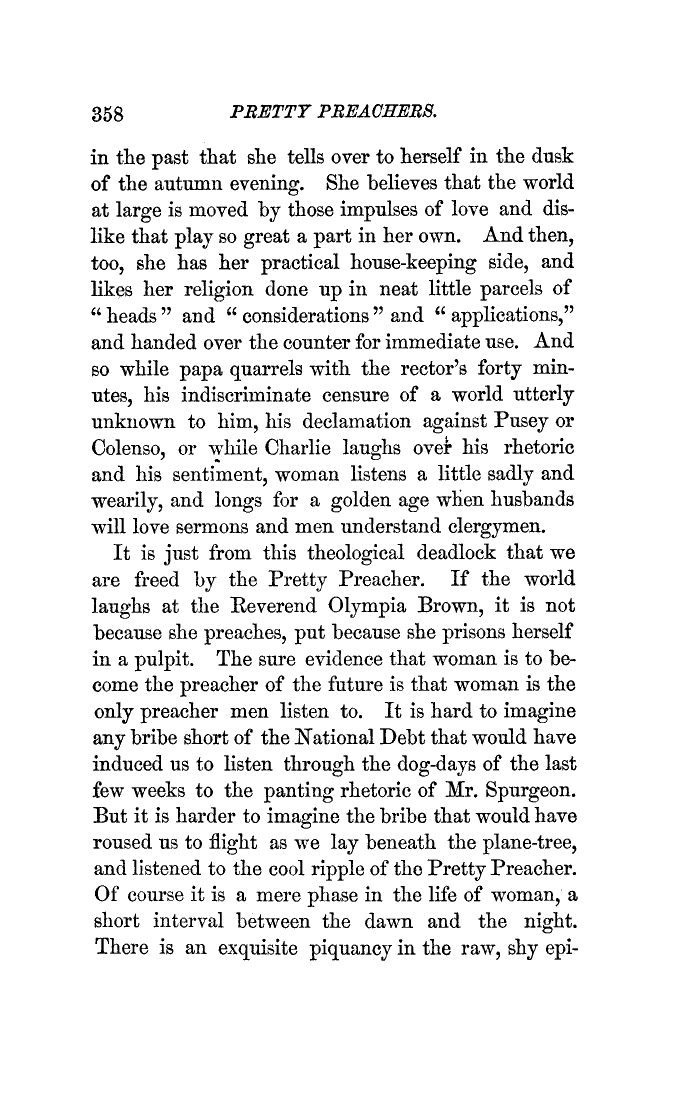 358 PRETTY PREACHERS.
in the past that she tells over to herself in the dusk
of the autumn evening. She believes that the world
at large is moved by those impulses of love and dis-
like that play so great a part in her own. And then,
too, she has her practical house-keeping side, and
likes her religion done up in neat little parcels of
“ heads ” and “ considerations ” and “ applications,”
and handed over the counter for immediate use. And
so while papa quarrels with the rector's forty min-
utes, his indiscriminate censure of a world utterly
unknown to him, his declamation against Pusey or
Colenso, or while Charlie laughs over his rhetoric
and his sentiment, woman listens a little sadly and
wearily, and longs for a golden age when husbands
will love sermons and men understand clergymen.
It is just from this theological deadlock that we
are freed by the Pretty Preacher. If the world
laughs at the Reverend Olympia Brown, it is not
because she preaches, put because she prisons herself
in a pulpit. The sure evidence that woman is to be-
come the preacher of the future is that woman is the
only preacher men listen to. It is hard to imagine
any bribe short of the National Debt that would have
induced us to listen through the dog-days of the last
few weeks to the panting rhetoric of Mr. Spurgeon.
But it is harder to imagine the bribe that would have
roused us to flight as we lay beneath the plane-tree,
and listened to the cool ripple of the Pretty Preacher.
Of course it is a mere phase in the life of woman, a
short interval between the dawn and the night.
There is an exquisite piquancy in the raw, shy epi-